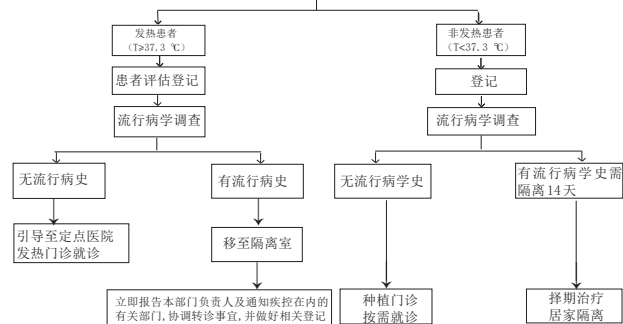 发热患者
（T≥37.3 ℃）
非发热患者
（T<37.3 ℃）
患者评估登记
登记
流行病学调查
流行病学调查
无流行病史
有流行病史
无流行病学史
有流行病学史需
隔离14天
引导至定点医院
发热门诊就诊
移至隔离室
立即报告本部门负责人及通知疾控在内的
有关部门,协调转诊事宜,并做好相关登记
种植门诊
按需就诊
择期治疗
居家隔离